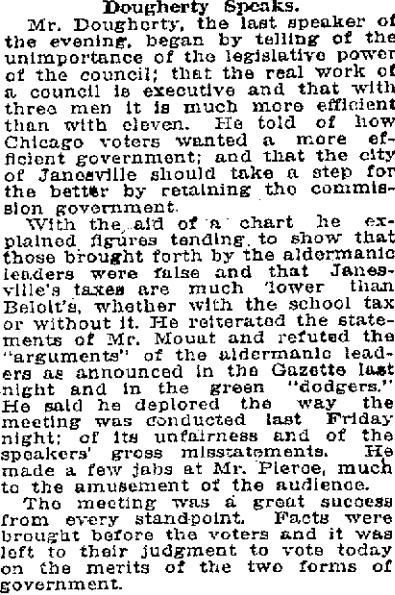 Dougherty Speaks.
Mr. Dougherty, the last speaker of
the evening, began by telling of the
unimportance of the legislative power
of the council; that the real work of
a council is executive and that with
three men it is much more efficient
than with eleven. He told of how
Chicago voters wanted a more ef-
ficient government; and that the city
of Janesville should take a step for
the better by retaining the commis-
sion government.
With the aid of a chart he ex-
plained figures tending to show that
those brought forth by the aldermanic
leaders were false and that Janes-
ville's taxes are much lower than
Beloit's, whether with the school tax
or without it. He reiterated the state-
ments of Mr. Mouat and refuted the
"arguments" of the aldermanic lead-
ers as announced in the Gazette last
night and in the green "dodgers."
He said he deplored the way the
meeting was conducted last Friday
night; of its unfairness and of the
speakers' gross misstatements. He
made a few jabs at Mr. Pierce, much
to the amusement of the audience.
The meeting was a great success
from every standpoint. Facts were
brought before the voters and it was
left to their judgment to vote today
on the merits of the two forms of
government.